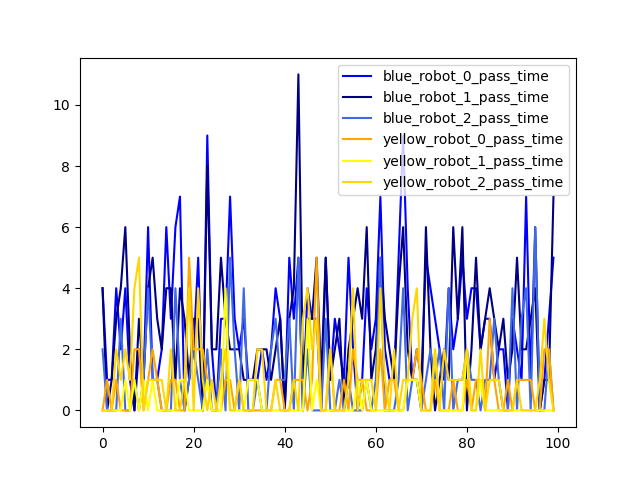 blue_robot_0_pass_time
blue_robot_1_pass_time
blue_robot_2_pass_time
yellow_robot_0_pass_time
yellow_robot_1_pass_time
yellow_robot_2_pass_time
10
8
6
4
2
0
0 20 40 60 80 100